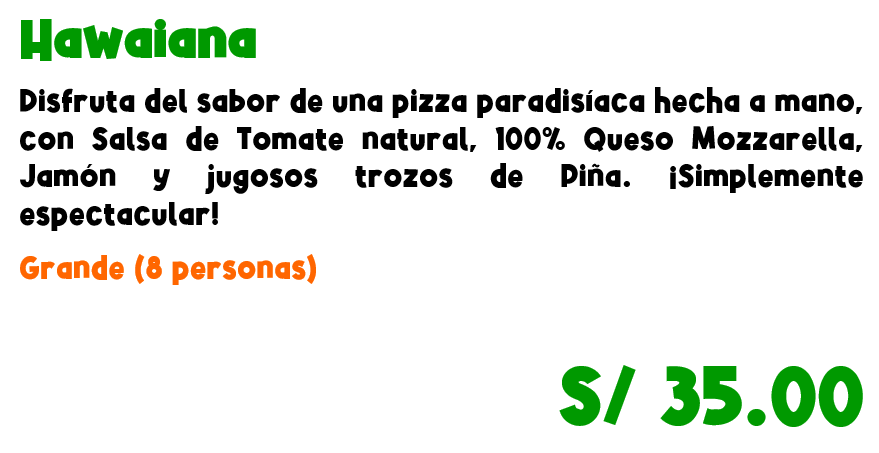 Hawaiana
Disfruta del sabor de una pizza paradisíaca hecha a mano,
con Salsa de Tomate natural, 100% Queso Mozzarella,
Jamón y jugosos trozos de Piña. ¡Simplemente
espectacular!
Grande (8 personas)
S/ 35.00